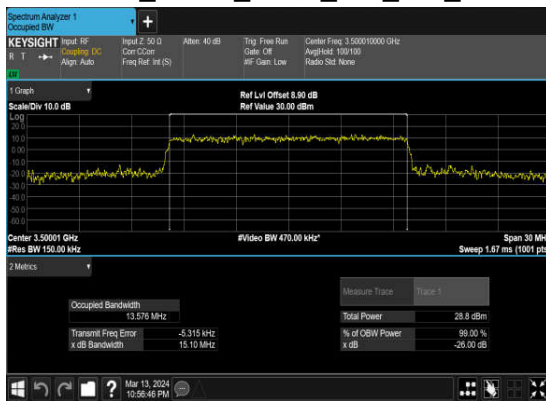 Spectrum Analyzer 1
Occupied BW
KEYSIGHT Input: RF Input Z: 50 Ω Atten: 40 dB Trig: Free Run Center Freq: 3.500010000 GHz
R T Coupling: DC Corr CCorr Gate: Off Avg|Hold: 100/100
Align: Auto Freq Ref: Int (S) #IF Gain: Low Radio Std: None
1 Graph
Scale/Div 10.0 dB Ref Lvl Offset 8.90 dB
Ref Value 30.00 dBm
Log
20.0
10.0
0.00
-10.0
-20.0
-30.0
-40.0
-50.0
-60.0
Center 3.50001 GHz #Video BW 470.00 kHz* Span 30 MH
#Res BW 150.00 kHz Sweep 1.67 ms (1001 pts
2 Metrics
Measure Trace Trace 1
Occupied Bandwidth
13.576 MHz Total Power 28.8 dBm
Transmit Freq Error -5.315 kHz % of OBW Power 99.00 %
x dB Bandwidth 15.10 MHz x dB -26.00 dB
Mar 13, 2024
10:56:46 PM